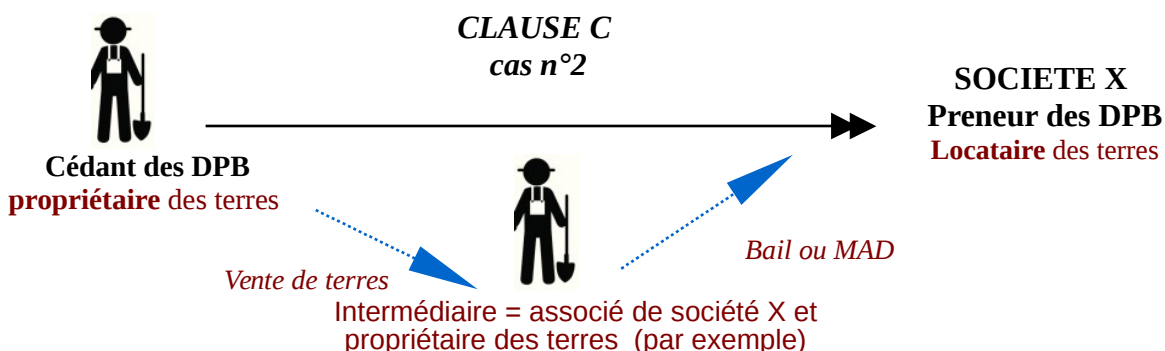 CLAUSE C
cas n°2
SOCIETE X
Preneur des DPB
Locataire des terres
Cédant des DPB
propriétaire des terres
Vente de terres
Bail ou MAD
Intermédiaire = associé de société X et
propriétaire des terres (par exemple)